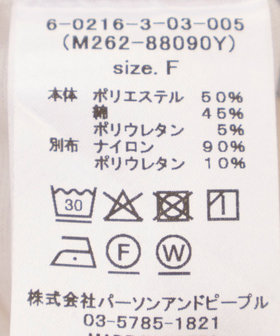 6-0216-3-03-005
(M262-88090Y)
size. F
本体 ポリエステル 50%
綿 45%
ポリウレタン 5%
別布 ナイロン 90%
ポリウレタン 10%
30
F W
株式会社パーソンアンドピープル
03-5785-1821